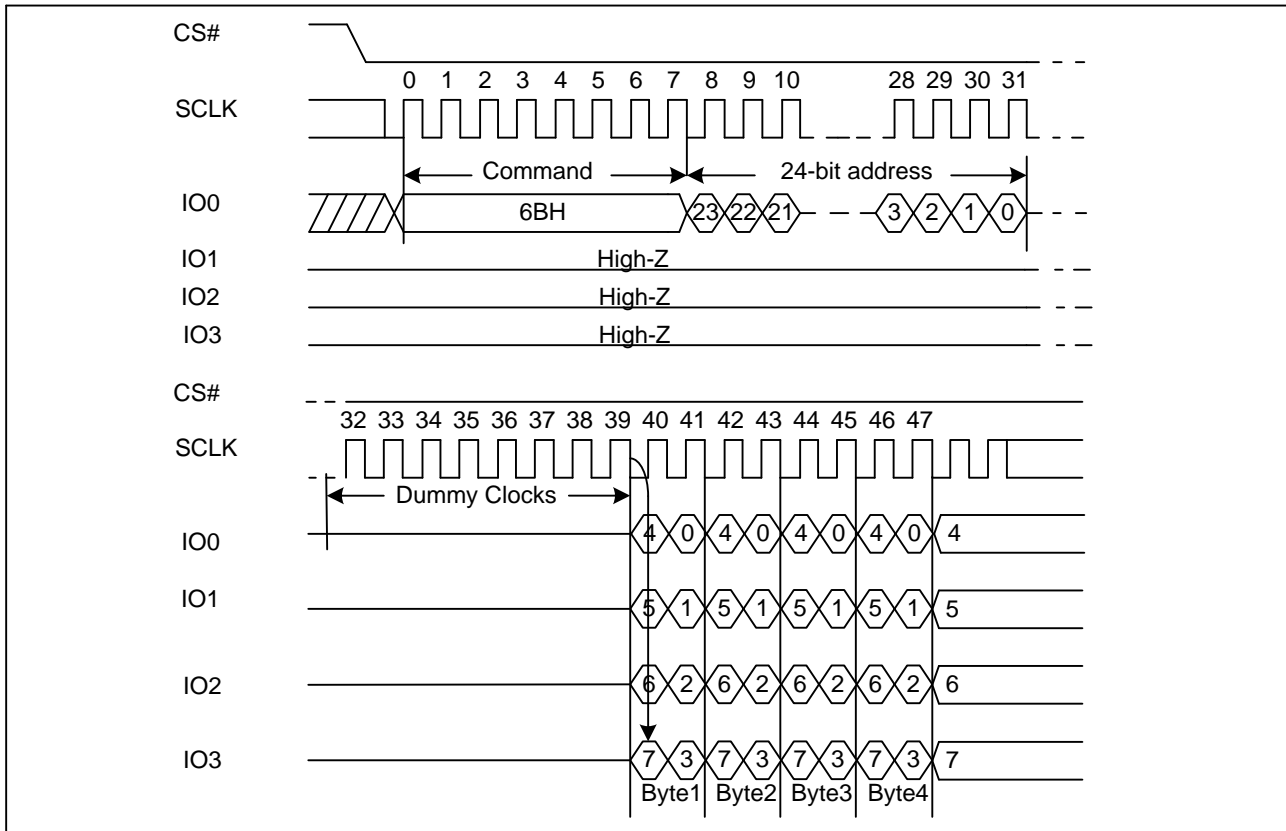 CS#
0 1 2 3 4 5 6 7 8 9 10 28 29 30 31
SCLK
Command 24-bit address
IO0 6BH 23 22 21 3 2 1 0
IO1 High-Z
IO2 High-Z
IO3 High-Z
CS#
32 33 34 35 36 37 38 39 40 41 42 43 44 45 46 47
SCLK
Dummy Clocks
IO0 4 0 4 0 4 0 4 0 4
IO1 5 1 5 1 5 1 5 1 5
IO2 6 2 6 2 6 2 6 2 6
IO3 7 3 7 3 7 3 7 3 7
Byte1 Byte2 Byte3 Byte4